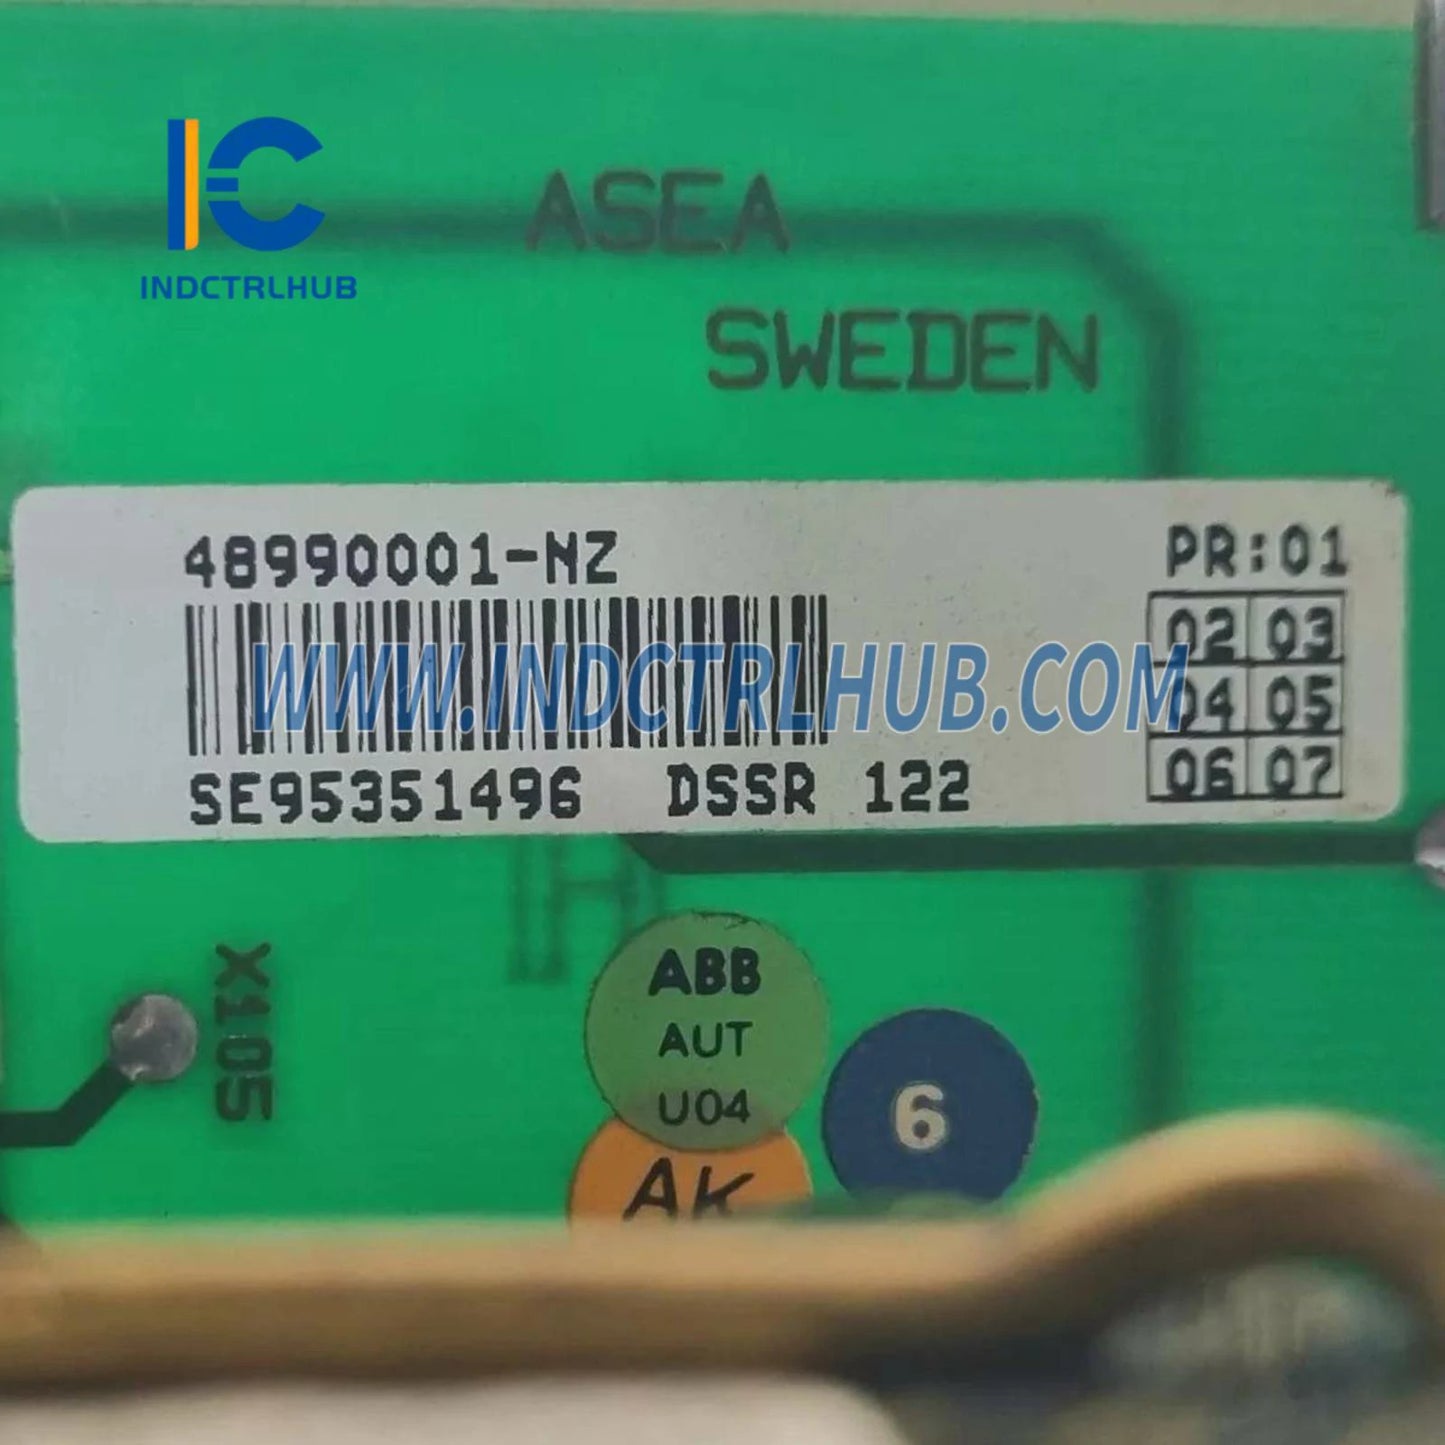 INDCTRLHUB
ASEA
SWEDEN
48990001-NZ
PR:01
02 03
04 05
06 07
WWW.INDCTRLHUB.COM
SE95351496 DSSR 122
X105
ABB
AUT
U04
6
AK